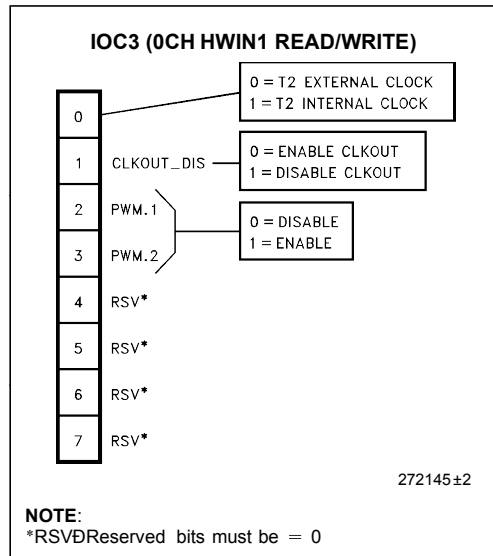 IOC3 (0CH HWIN1 READ/WRITE)
0 = T2 EXTERNAL CLOCK
1 = T2 INTERNAL CLOCK
0
1 CLKOUT_DIS
0 = ENABLE CLKOUT
1 = DISABLE CLKOUT
2 PWM.1
3 PWM.2
0 = DISABLE
1 = ENABLE
4 RSV*
5 RSV*
6 RSV*
7 RSV*
272145±2
NOTE:
*RSVÐReserved bits must be = 0